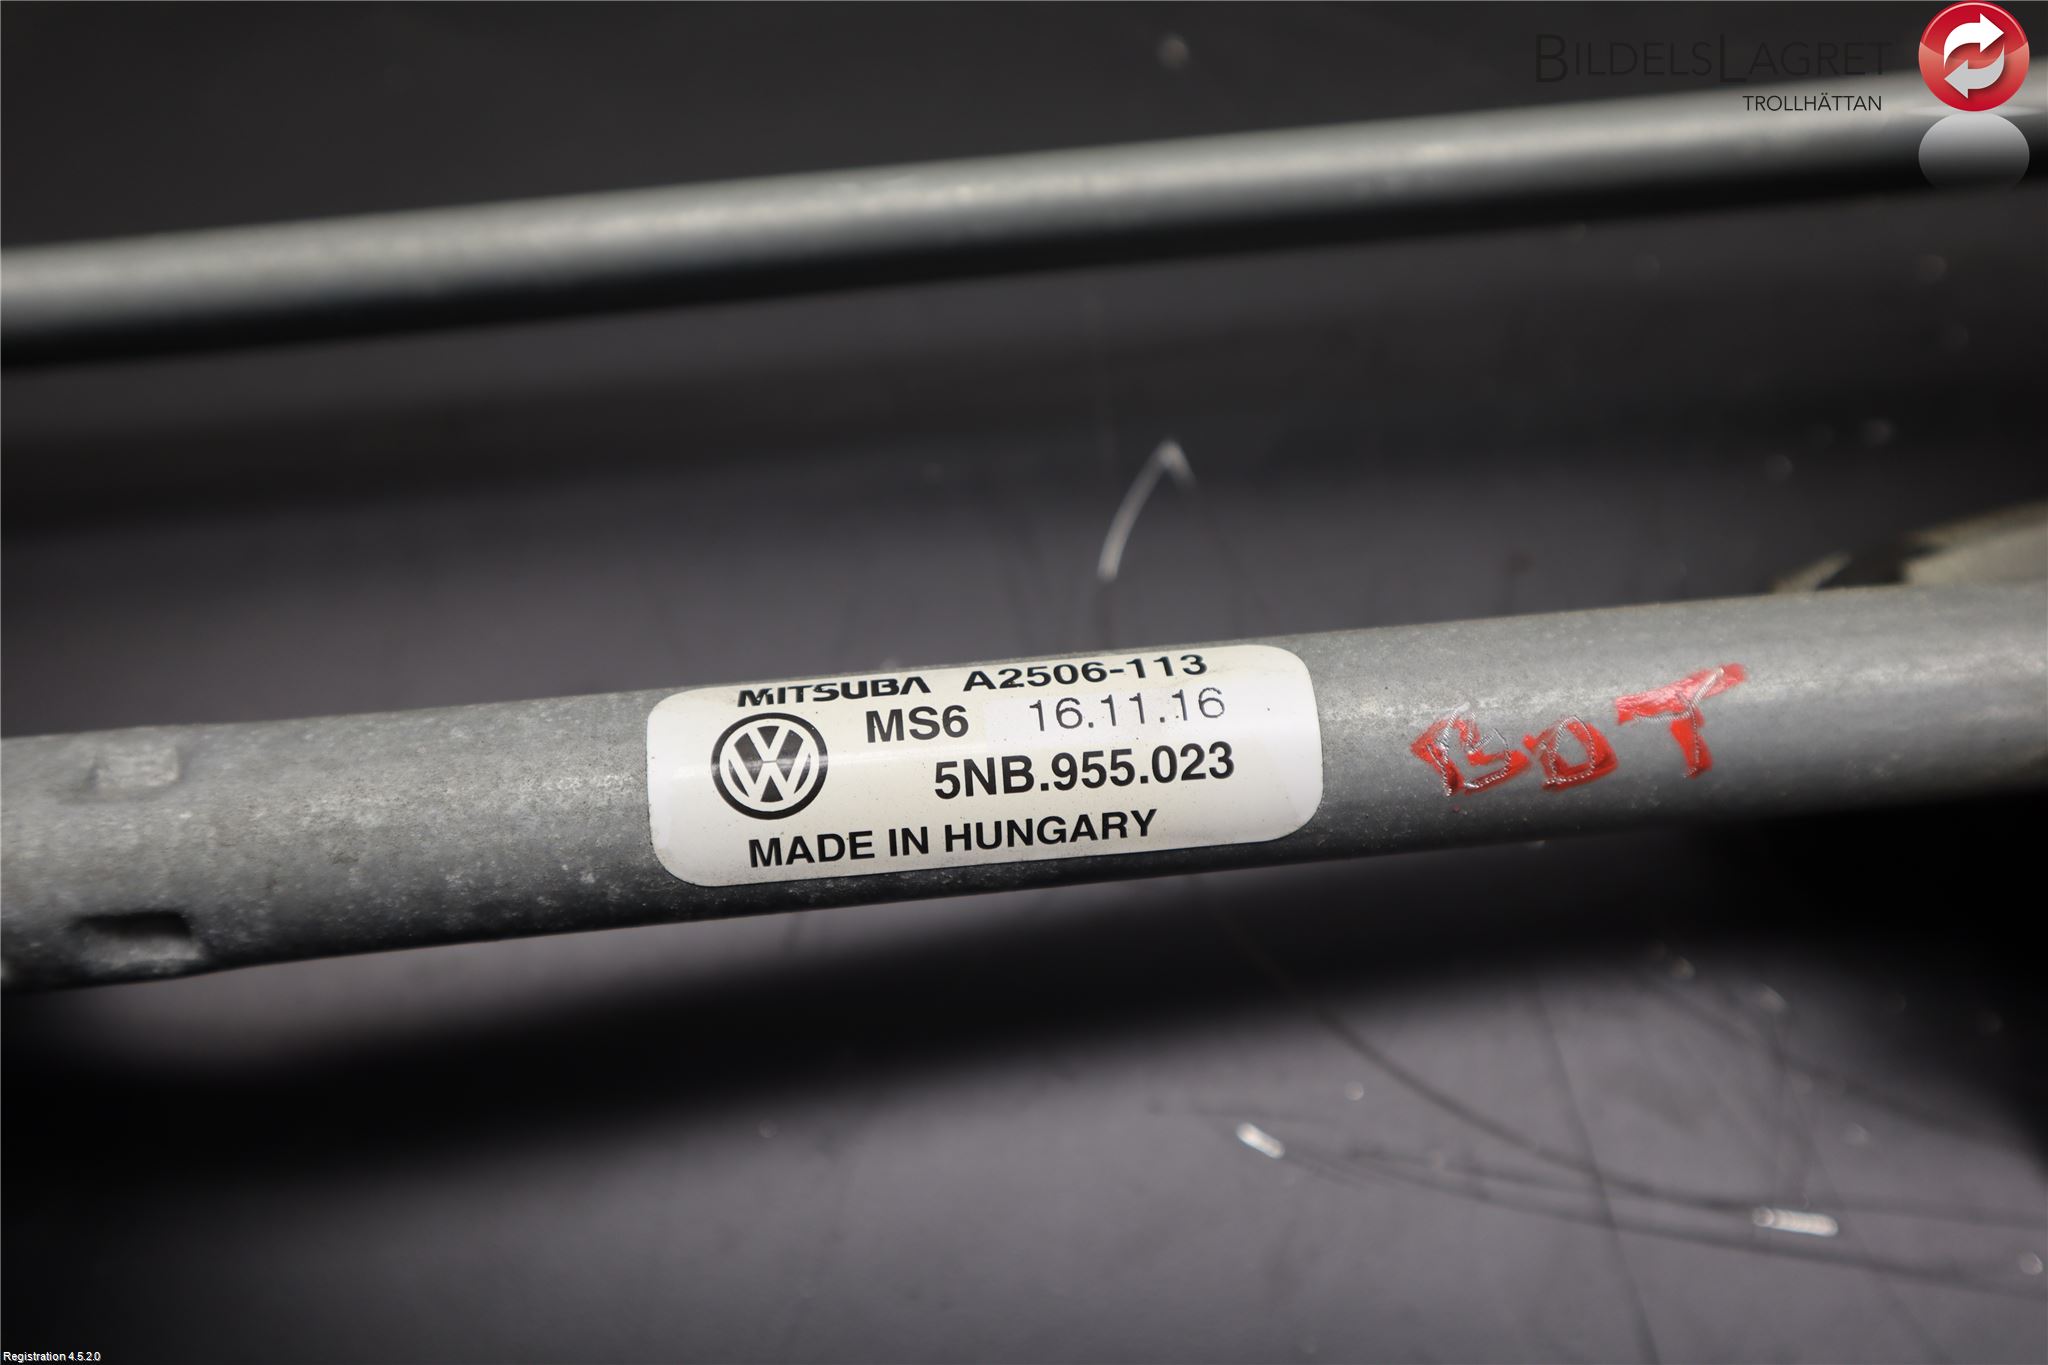 BILDELSLAGRET
TROLLHÄTTAN
MITSUBA A2506-113
MS6 16.11.16
5NB.955.023
MADE IN HUNGARY
BOT
Registration 4.5.2.0